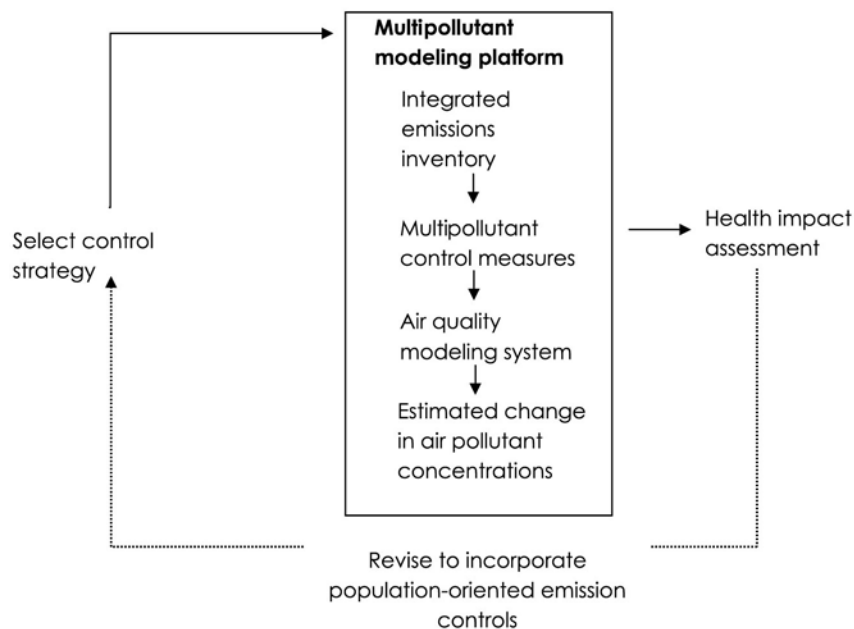 Multipollutant
modeling platform
Integrated
emissions
inventory
Multipollutant
control measures
Air quality
modeling system
Estimated change
in air pollutant
concentrations
Health impact
assessment
Select control
strategy
Revise to incorporate
population-oriented emission
controls